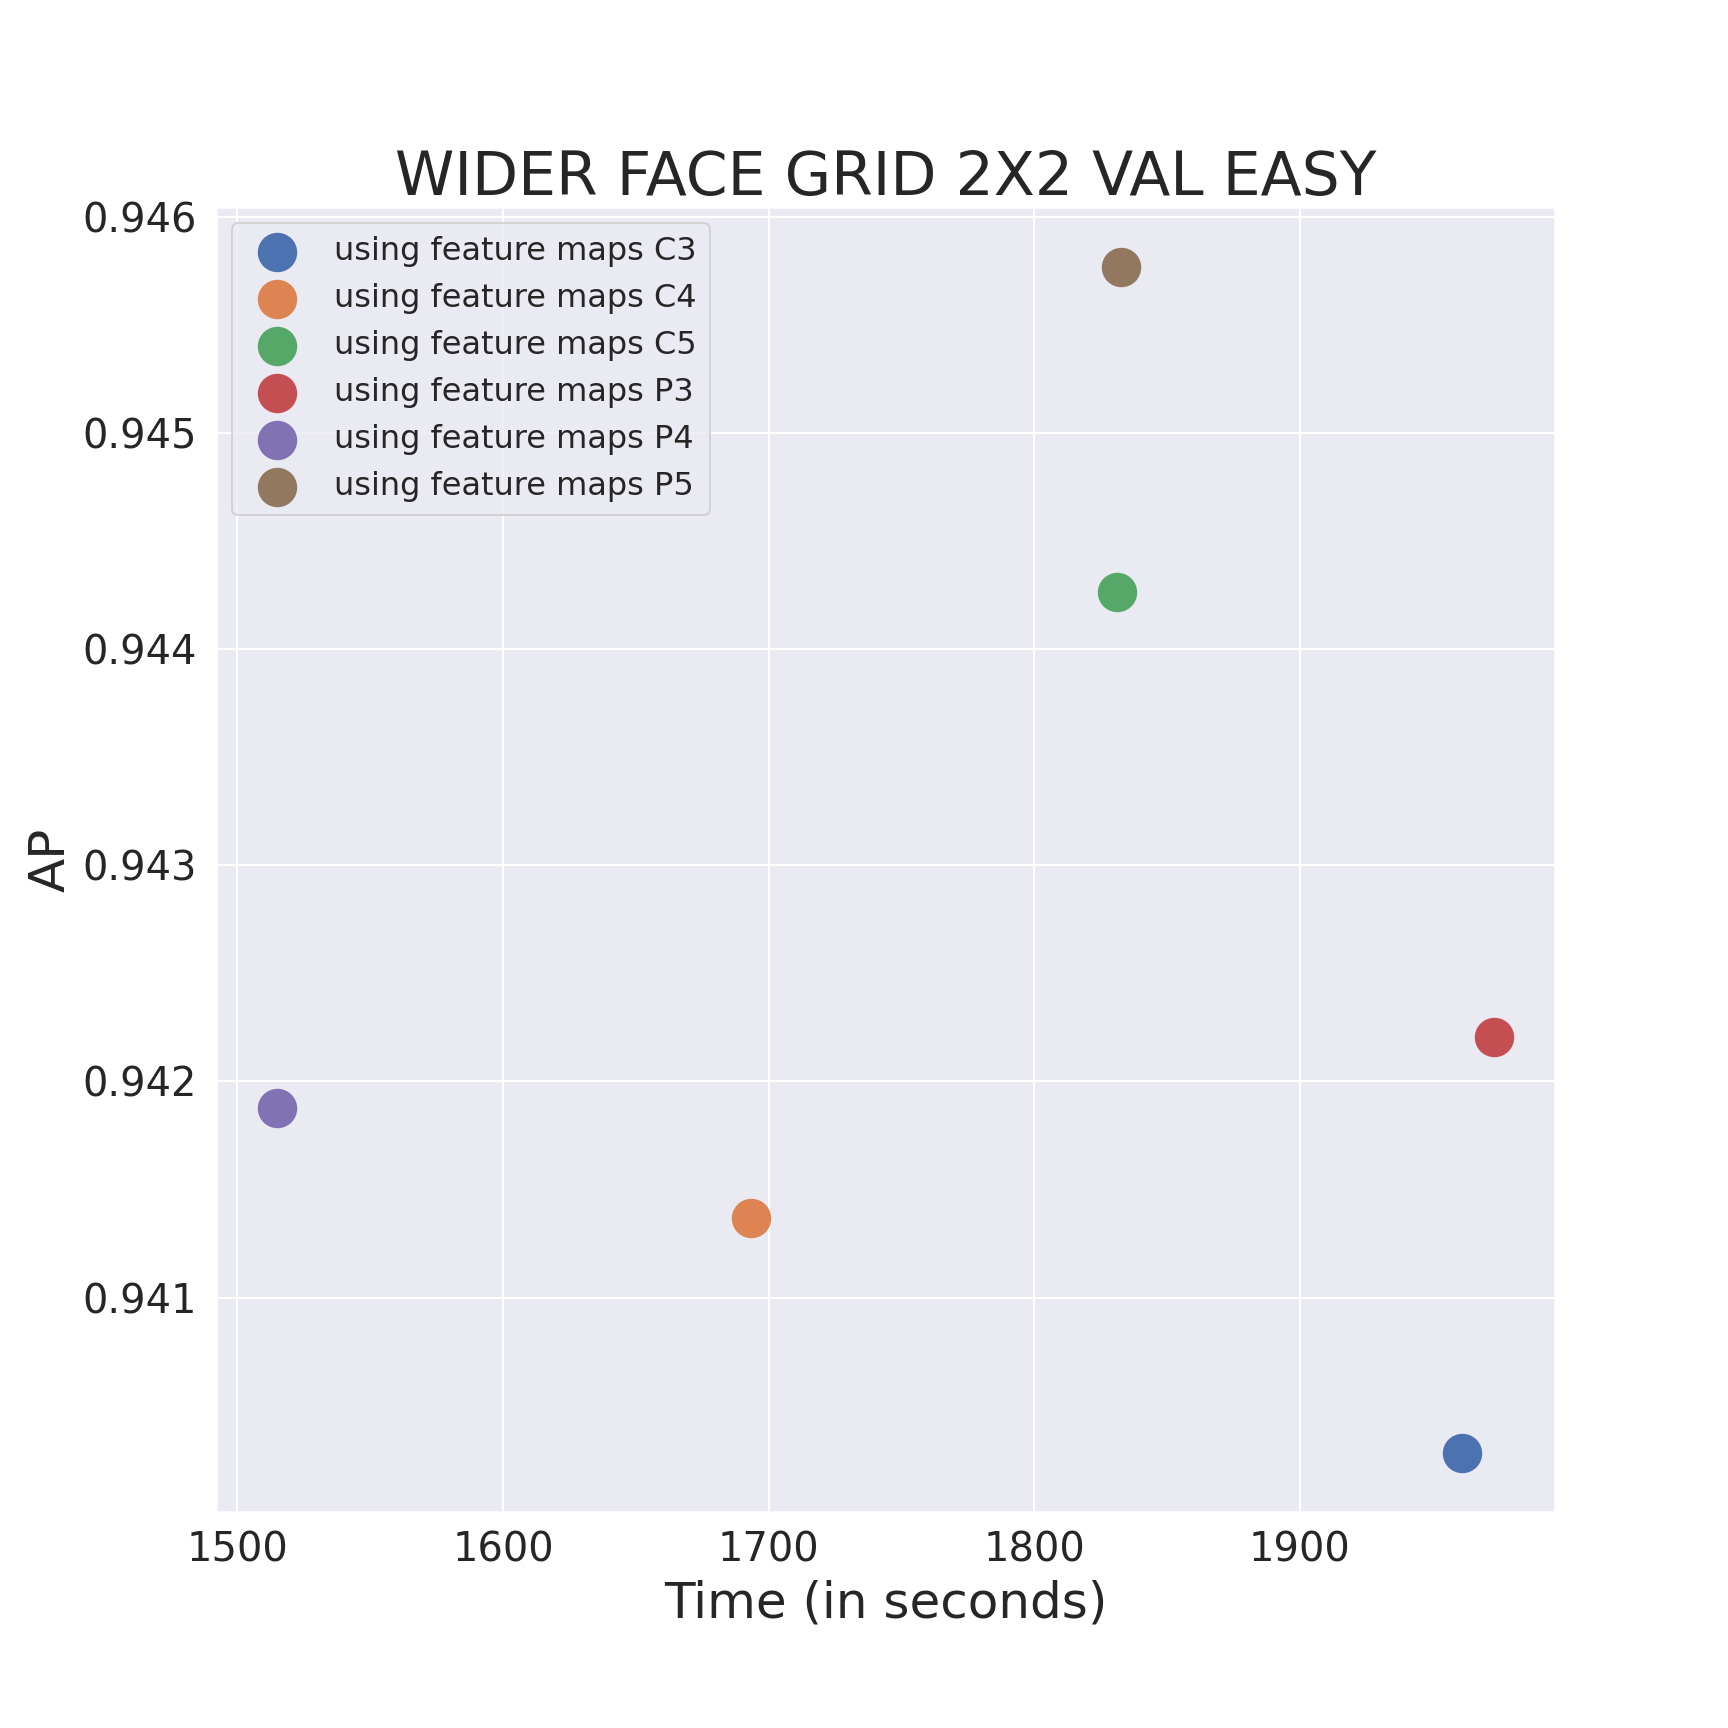 WIDER FACE GRID 2X2 VAL EASY
0.946
using feature maps C3
using feature maps C4
using feature maps C5
using feature maps P3
using feature maps P4
using feature maps P5
0.945
0.944
0.943
0.942
0.941
AP
1500 1600 1700 1800 1900
Time (in seconds)